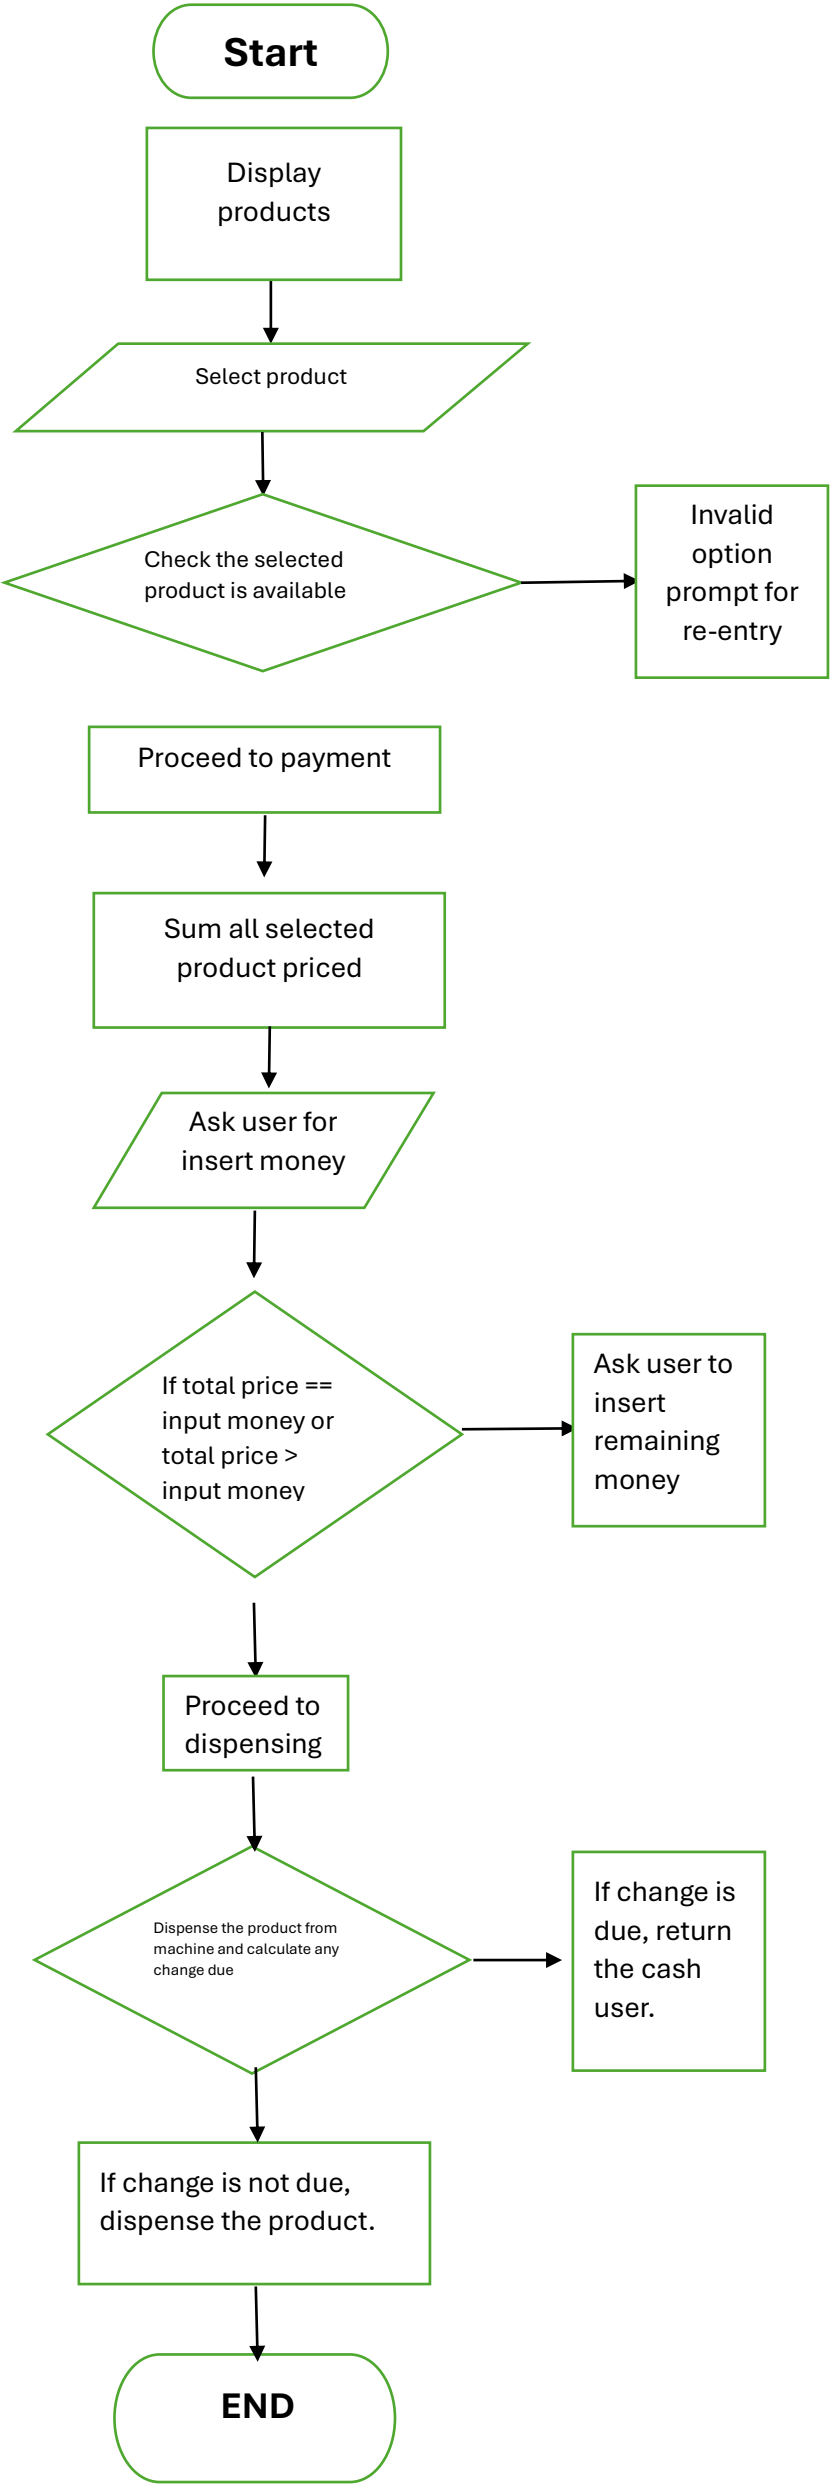 Start
Display
products
Select product
Check the selected
product is available
Invalid
option
prompt for
re-entry
Proceed to payment
Sum all selected
product priced
Ask user for
insert money
If total price ==
input money or
total price >
input money
Ask user to
insert
remaining
money
Proceed to
dispensing
Dispense the product from
machine and calculate any
change due
If change is
due, return
the cash
user.
If change is not due,
dispense the product.
END